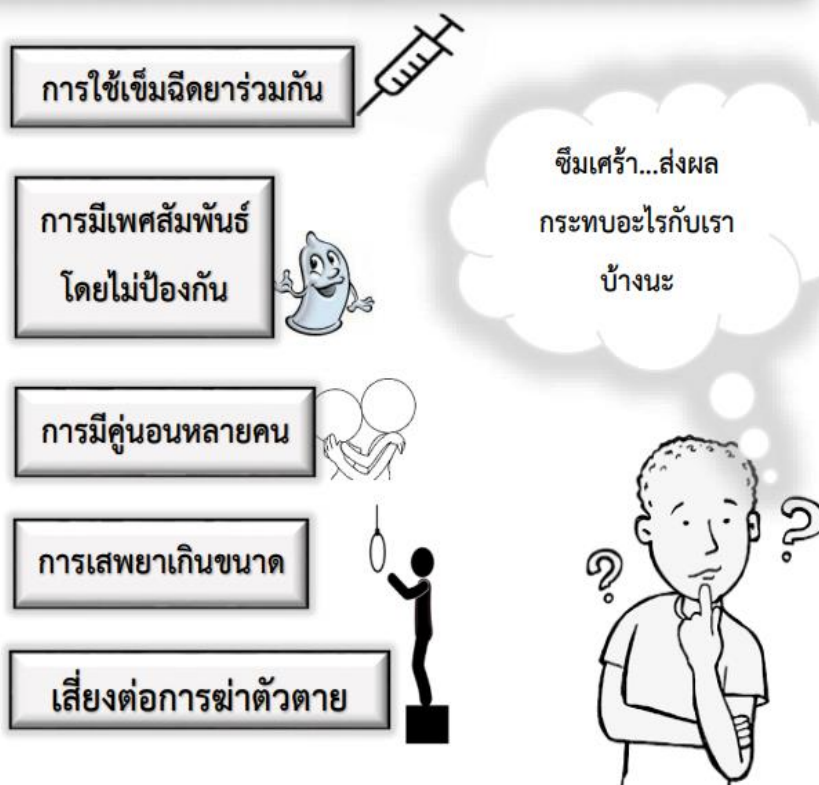 การใช้เข็มฉีดยาร่วมกัน
การมีเพศสัมพันธ์
โดยไม่ป้องกัน
การมีคู่นอนหลายคน
การเสพยาเกินขนาด
เสี่ยงต่อการฆ่าตัวตาย
ซึมเศร้า...ส่งผล
กระทบอะไรกับเรา
บ้างนะ